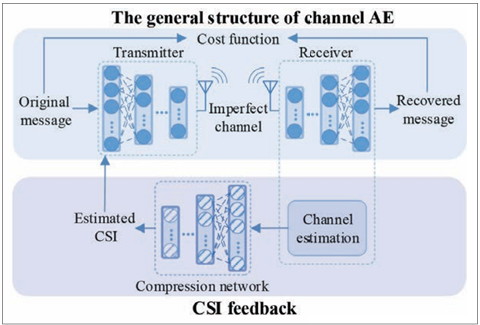 The general structure of channel AE
Cost function
Transmitter
Receiver
Original
message
Imperfect
channel
Recovered
message
Estimated
CSI
Channel
estimation
Compression network
CSI feedback